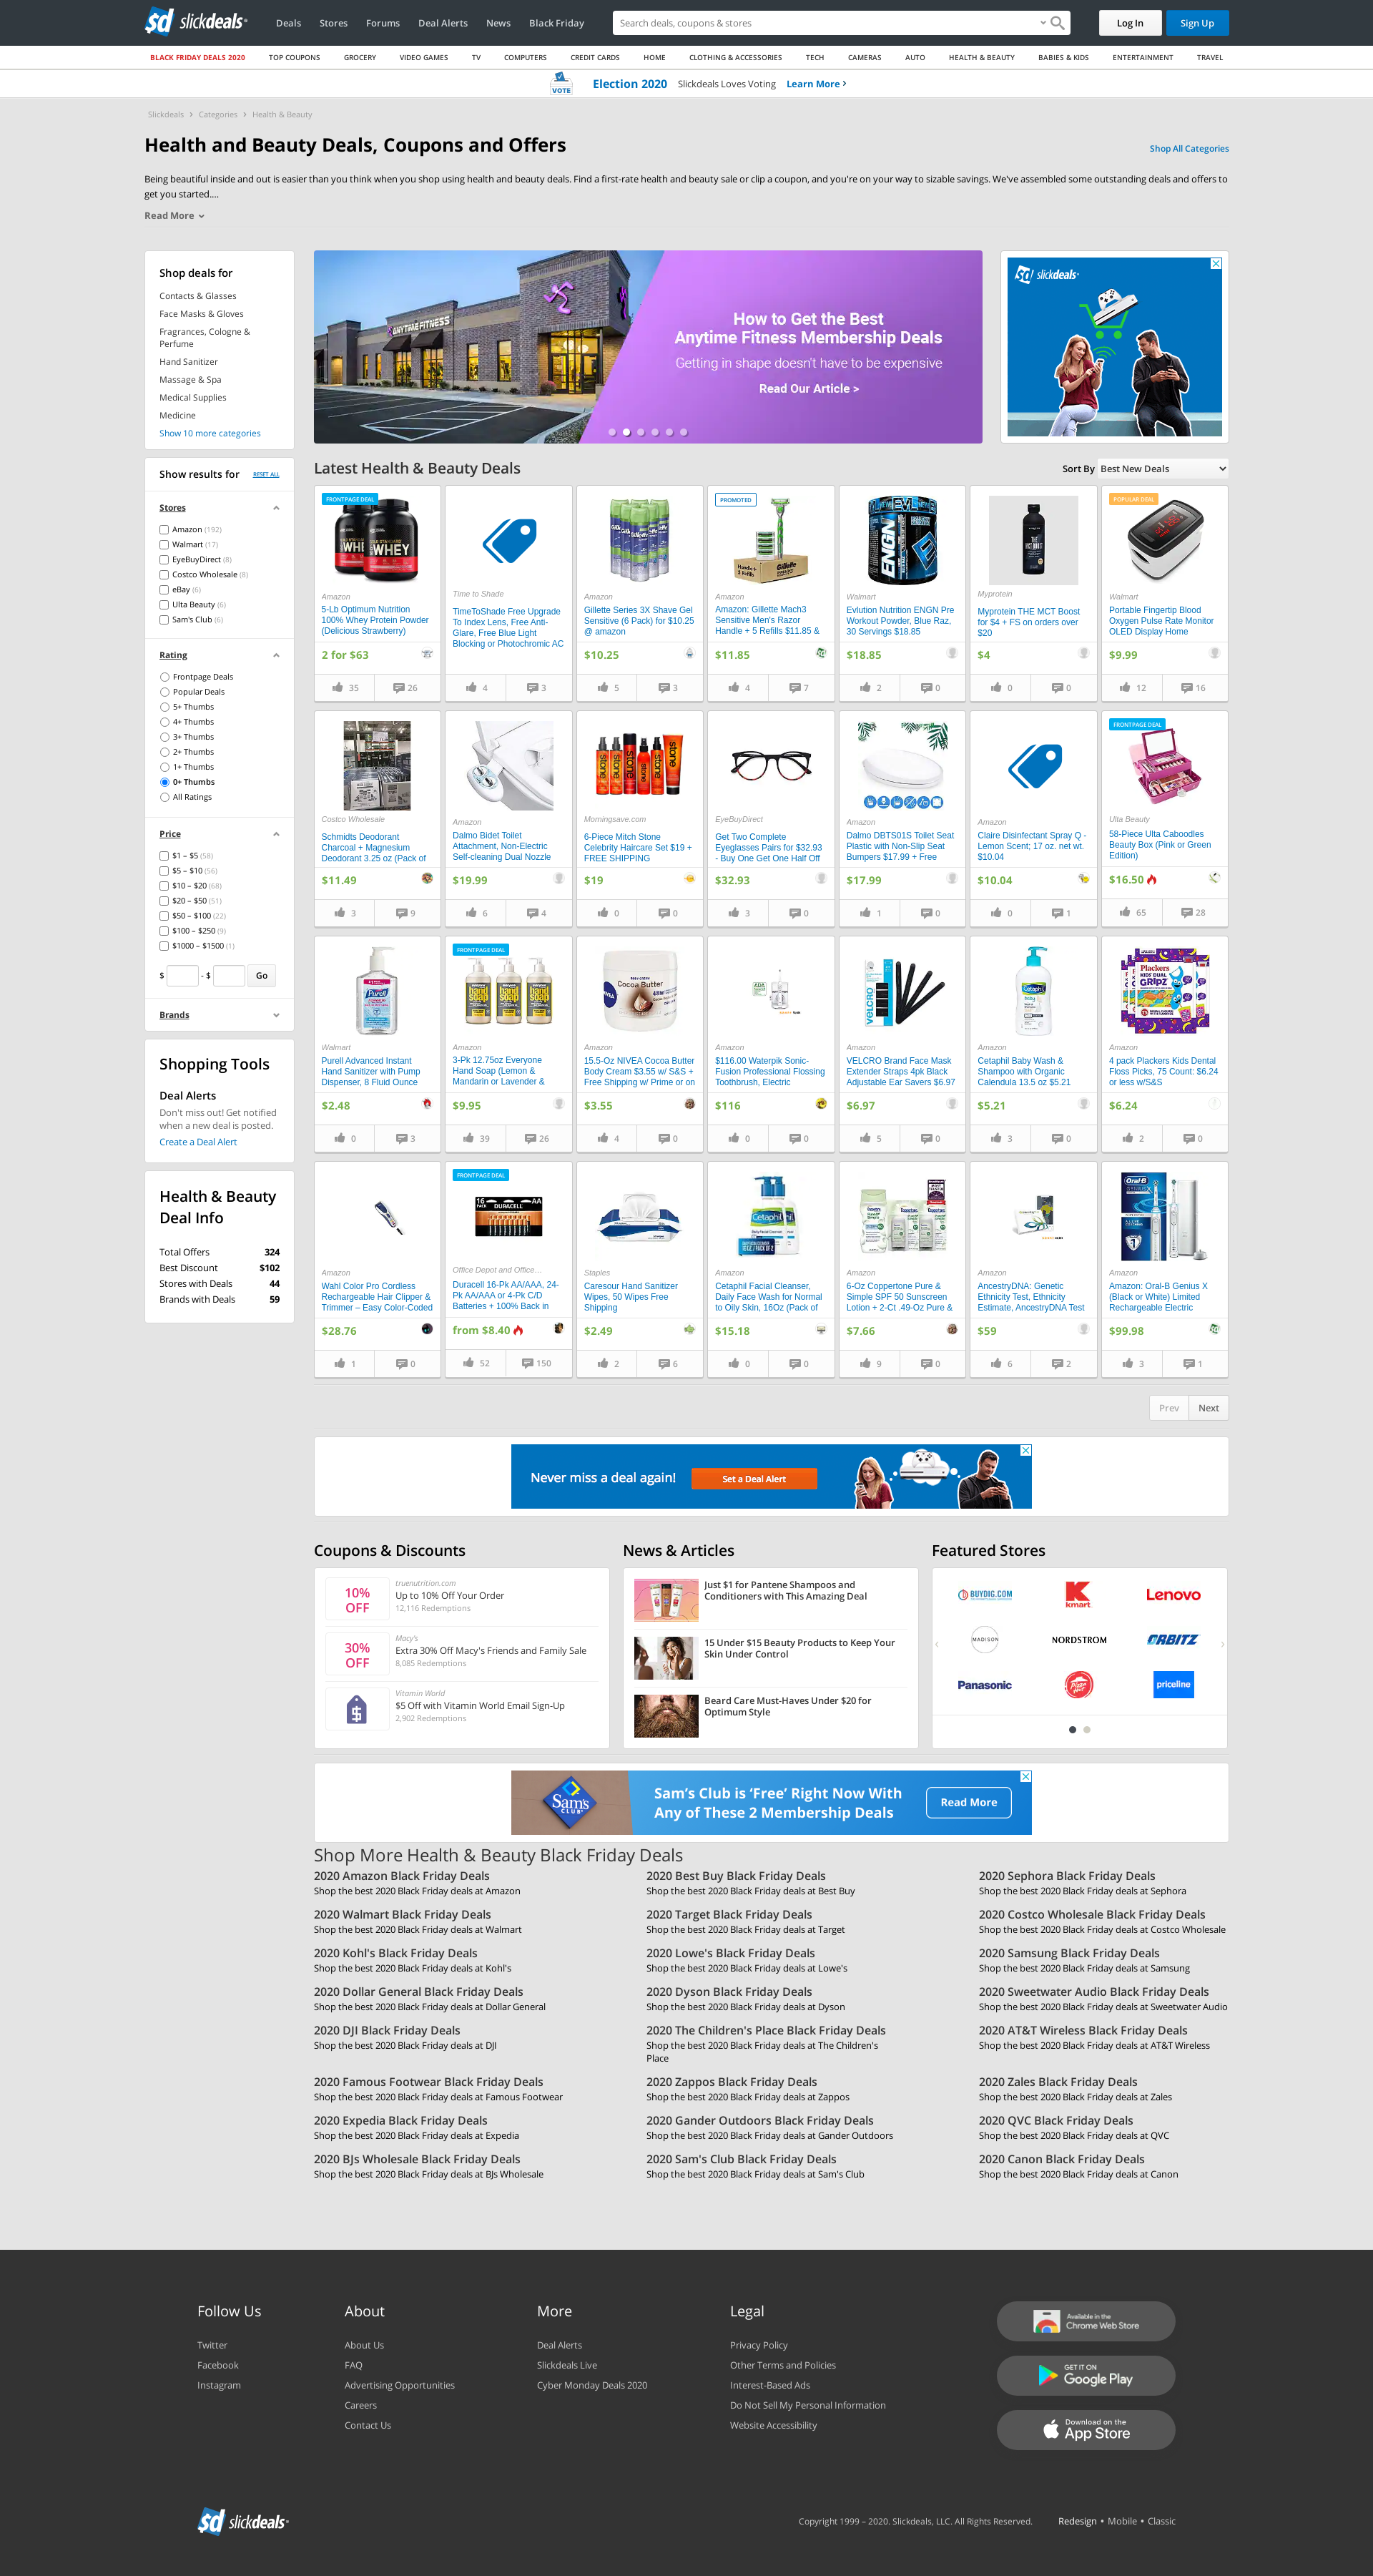 slickdeals Deals Stores Forums Deal Alerts News Black Friday Search deals, coupons & stores Log In Sign Up
BLACK FRIDAY DEALS 2020 TOP COUPONS GROCERY VIDEO GAMES TV COMPUTERS CREDIT CARDS HOME CLOTHING & ACCESSORIES TECH CAMERAS AUTO HEALTH & BEAUTY BABIES & KIDS ENTERTAINMENT TRAVEL
VOTE Election 2020 Slickdeals Loves Voting Learn More ›
Slickdeals › Categories › Health & Beauty
Health and Beauty Deals, Coupons and Offers
Shop All Categories
Being beautiful inside and out is easier than you think when you shop using health and beauty deals. Find a first-rate health and beauty sale or clip a coupon, and you're on your way to sizable savings. We've assembled some outstanding deals and offers to
get you started....
Read More
Shop deals for
Contacts & Glasses
Face Masks & Gloves
Fragrances, Cologne &
Perfume
Hand Sanitizer
Massage & Spa
Medical Supplies
Medicine
Show 10 more categories
ANYTIME FITNESS
How to Get the Best
Anytime Fitness Membership Deals
Getting in shape doesn't have to be expensive
Read Our Article >
slickdeals
Show results for RESET ALL
Stores
Amazon (192)
Walmart (17)
EyeBuyDirect (8)
Costco Wholesale (8)
eBay (6)
Ulta Beauty (6)
Sam's Club (6)
Rating
Frontpage Deals
Popular Deals
5+ Thumbs
4+ Thumbs
3+ Thumbs
2+ Thumbs
1+ Thumbs
0+ Thumbs
All Ratings
Price
$1 – $5 (58)
$5 – $10 (56)
$10 – $20 (68)
$20 – $50 (51)
$50 – $100 (22)
$100 – $250 (9)
$1000 – $1500 (1)
$ - $ Go
Brands
Shopping Tools
Deal Alerts
Don't miss out! Get notified
when a new deal is posted.
Create a Deal Alert
Health & Beauty
Deal Info
Total Offers 324
Best Discount $102
Stores with Deals 44
Brands with Deals 59
Latest Health & Beauty Deals
Sort By Best New Deals
FRONTPAGE DEAL
Amazon
5-Lb Optimum Nutrition
100% Whey Protein Powder
(Delicious Strawberry)
2 for $63
35 26
Time to Shade
TimeToShade Free Upgrade
To Index Lens, Free Anti-
Glare, Free Blue Light
Blocking or Photochromic AC
4 3
Amazon
Gillette Series 3X Shave Gel
Sensitive (6 Pack) for $10.25
@ amazon
$10.25
5 3
PROMOTED
Amazon
Amazon: Gillette Mach3
Sensitive Men's Razor
Handle + 5 Refills $11.85 &
$11.85
4 7
Walmart
Evlution Nutrition ENGN Pre
Workout Powder, Blue Raz,
30 Servings $18.85
$18.85
2 0
Myprotein
Myprotein THE MCT Boost
for $4 + FS on orders over
$20
$4
0 0
POPULAR DEAL
Walmart
Portable Fingertip Blood
Oxygen Pulse Rate Monitor
OLED Display Home
$9.99
12 16
Costco Wholesale
Schmidts Deodorant
Charcoal + Magnesium
Deodorant 3.25 oz (Pack of
$11.49
3 9
Amazon
Dalmo Bidet Toilet
Attachment, Non-Electric
Self-cleaning Dual Nozzle
$19.99
6 4
Morningsave.com
6-Piece Mitch Stone
Celebrity Haircare Set $19 +
FREE SHIPPING
$19
0 0
EyeBuyDirect
Get Two Complete
Eyeglasses Pairs for $32.93
- Buy One Get One Half Off
$32.93
3 0
Amazon
Dalmo DBTS01S Toilet Seat
Plastic with Non-Slip Seat
Bumpers $17.99 + Free
$17.99
1 0
Amazon
Claire Disinfectant Spray Q -
Lemon Scent; 17 oz. net wt.
$10.04
$10.04
0 1
FRONTPAGE DEAL
Ulta Beauty
58-Piece Ulta Caboodles
Beauty Box (Pink or Green
Edition)
$16.50
65 28
Walmart
Purell Advanced Instant
Hand Sanitizer with Pump
Dispenser, 8 Fluid Ounce
$2.48
0 3
FRONTPAGE DEAL
Amazon
3-Pk 12.75oz Everyone
Hand Soap (Lemon &
Mandarin or Lavender &
$9.95
39 26
Amazon
15.5-Oz NIVEA Cocoa Butter
Body Cream $3.55 w/ S&S +
Free Shipping w/ Prime or on
$3.55
4 0
Amazon
$116.00 Waterpik Sonic-
Fusion Professional Flossing
Toothbrush, Electric
$116
0 0
Amazon
VELCRO Brand Face Mask
Extender Straps 4pk Black
Adjustable Ear Savers $6.97
$6.97
5 0
Amazon
Cetaphil Baby Wash &
Shampoo with Organic
Calendula 13.5 oz $5.21
$5.21
3 0
Amazon
4 pack Plackers Kids Dental
Floss Picks, 75 Count: $6.24
or less w/S&S
$6.24
2 0
Amazon
Wahl Color Pro Cordless
Rechargeable Hair Clipper &
Trimmer – Easy Color-Coded
$28.76
1 0
FRONTPAGE DEAL
Office Depot and Office...
Duracell 16-Pk AA/AAA, 24-
Pk AA/AAA or 4-Pk C/D
Batteries + 100% Back in
from $8.40
52 150
Staples
Caresour Hand Sanitizer
Wipes, 50 Wipes Free
Shipping
$2.49
2 6
Amazon
Cetaphil Facial Cleanser,
Daily Face Wash for Normal
to Oily Skin, 16Oz (Pack of
$15.18
0 0
Amazon
6-Oz Coppertone Pure &
Simple SPF 50 Sunscreen
Lotion + 2-Ct .49-Oz Pure &
$7.66
9 0
Amazon
AncestryDNA: Genetic
Ethnicity Test, Ethnicity
Estimate, AncestryDNA Test
$59
6 2
Amazon
Amazon: Oral-B Genius X
(Black or White) Limited
Rechargeable Electric
$99.98
3 1
Prev Next
Never miss a deal again! Set a Deal Alert
Coupons & Discounts
10%
OFF
truenutrition.com
Up to 10% Off Your Order
12,116 Redemptions
30%
OFF
Macy's
Extra 30% Off Macy's Friends and Family Sale
8,085 Redemptions
Vitamin World
$5 Off with Vitamin World Email Sign-Up
2,902 Redemptions
News & Articles
Just $1 for Pantene Shampoos and
Conditioners with This Amazing Deal
15 Under $15 Beauty Products to Keep Your
Skin Under Control
Beard Care Must-Haves Under $20 for
Optimum Style
Featured Stores
BUYDIG.COM kmart Lenovo
MADISON NORDSTROM ORBITZ
Panasonic Pizza Hut priceline
Sam's CLUB
Sam's Club is 'Free' Right Now With
Any of These 2 Membership Deals
Read More
Shop More Health & Beauty Black Friday Deals
2020 Amazon Black Friday Deals
Shop the best 2020 Black Friday deals at Amazon
2020 Best Buy Black Friday Deals
Shop the best 2020 Black Friday deals at Best Buy
2020 Sephora Black Friday Deals
Shop the best 2020 Black Friday deals at Sephora
2020 Walmart Black Friday Deals
Shop the best 2020 Black Friday deals at Walmart
2020 Target Black Friday Deals
Shop the best 2020 Black Friday deals at Target
2020 Costco Wholesale Black Friday Deals
Shop the best 2020 Black Friday deals at Costco Wholesale
2020 Kohl's Black Friday Deals
Shop the best 2020 Black Friday deals at Kohl's
2020 Lowe's Black Friday Deals
Shop the best 2020 Black Friday deals at Lowe's
2020 Samsung Black Friday Deals
Shop the best 2020 Black Friday deals at Samsung
2020 Dollar General Black Friday Deals
Shop the best 2020 Black Friday deals at Dollar General
2020 Dyson Black Friday Deals
Shop the best 2020 Black Friday deals at Dyson
2020 Sweetwater Audio Black Friday Deals
Shop the best 2020 Black Friday deals at Sweetwater Audio
2020 DJI Black Friday Deals
Shop the best 2020 Black Friday deals at DJI
2020 The Children's Place Black Friday Deals
Shop the best 2020 Black Friday deals at The Children's
Place
2020 AT&T Wireless Black Friday Deals
Shop the best 2020 Black Friday deals at AT&T Wireless
2020 Famous Footwear Black Friday Deals
Shop the best 2020 Black Friday deals at Famous Footwear
2020 Zappos Black Friday Deals
Shop the best 2020 Black Friday deals at Zappos
2020 Zales Black Friday Deals
Shop the best 2020 Black Friday deals at Zales
2020 Expedia Black Friday Deals
Shop the best 2020 Black Friday deals at Expedia
2020 Gander Outdoors Black Friday Deals
Shop the best 2020 Black Friday deals at Gander Outdoors
2020 QVC Black Friday Deals
Shop the best 2020 Black Friday deals at QVC
2020 BJs Wholesale Black Friday Deals
Shop the best 2020 Black Friday deals at BJs Wholesale
2020 Sam's Club Black Friday Deals
Shop the best 2020 Black Friday deals at Sam's Club
2020 Canon Black Friday Deals
Shop the best 2020 Black Friday deals at Canon
Follow Us
Twitter
Facebook
Instagram
About
About Us
FAQ
Advertising Opportunities
Careers
Contact Us
More
Deal Alerts
Slickdeals Live
Cyber Monday Deals 2020
Legal
Privacy Policy
Other Terms and Policies
Interest-Based Ads
Do Not Sell My Personal Information
Website Accessibility
Available in the
Chrome Web Store
GET IT ON
Google Play
Download on the
App Store
slickdeals
Copyright 1999 – 2020. Slickdeals, LLC. All Rights Reserved. Redesign • Mobile • Classic